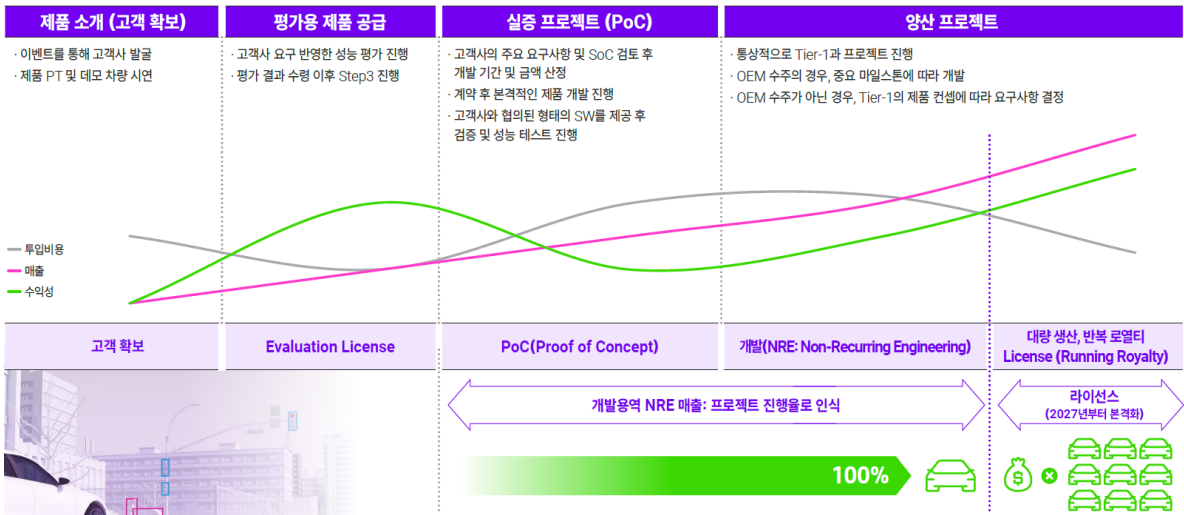 제품 소개 (고객 확보)
· 이벤트를 통해 고객사 발굴
· 제품 PT 및 데모 차량 시연
평가용 제품 공급
· 고객사 요구 반영한 성능 평가 진행
· 평가 결과 수령 이후 Step3 진행
실증 프로젝트 (PoC)
· 고객사의 주요 요구사항 및 SoC 검토 후
개발 기간 및 금액 산정
· 계약 후 본격적인 제품 개발 진행
· 고객사와 협의된 형태의 SW를 제공 후
검증 및 성능 테스트 진행
양산 프로젝트
· 통상적으로 Tier-1과 프로젝트 진행
· OEM 수주의 경우, 중요 마일스톤에 따라 개발
· OEM 수주가 아닌 경우, Tier-1의 제품 컨셉에 따라 요구사항 결정
투입비용
매출
수익성
고객 확보
Evaluation License
PoC(Proof of Concept)
개발(NRE: Non-Recurring Engineering)
대량 생산, 반복 로열티
License (Running Royalty)
개발용역 NRE 매출: 프로젝트 진행율로 인식
라이선스
(2027년부터 본격화)
100%
$